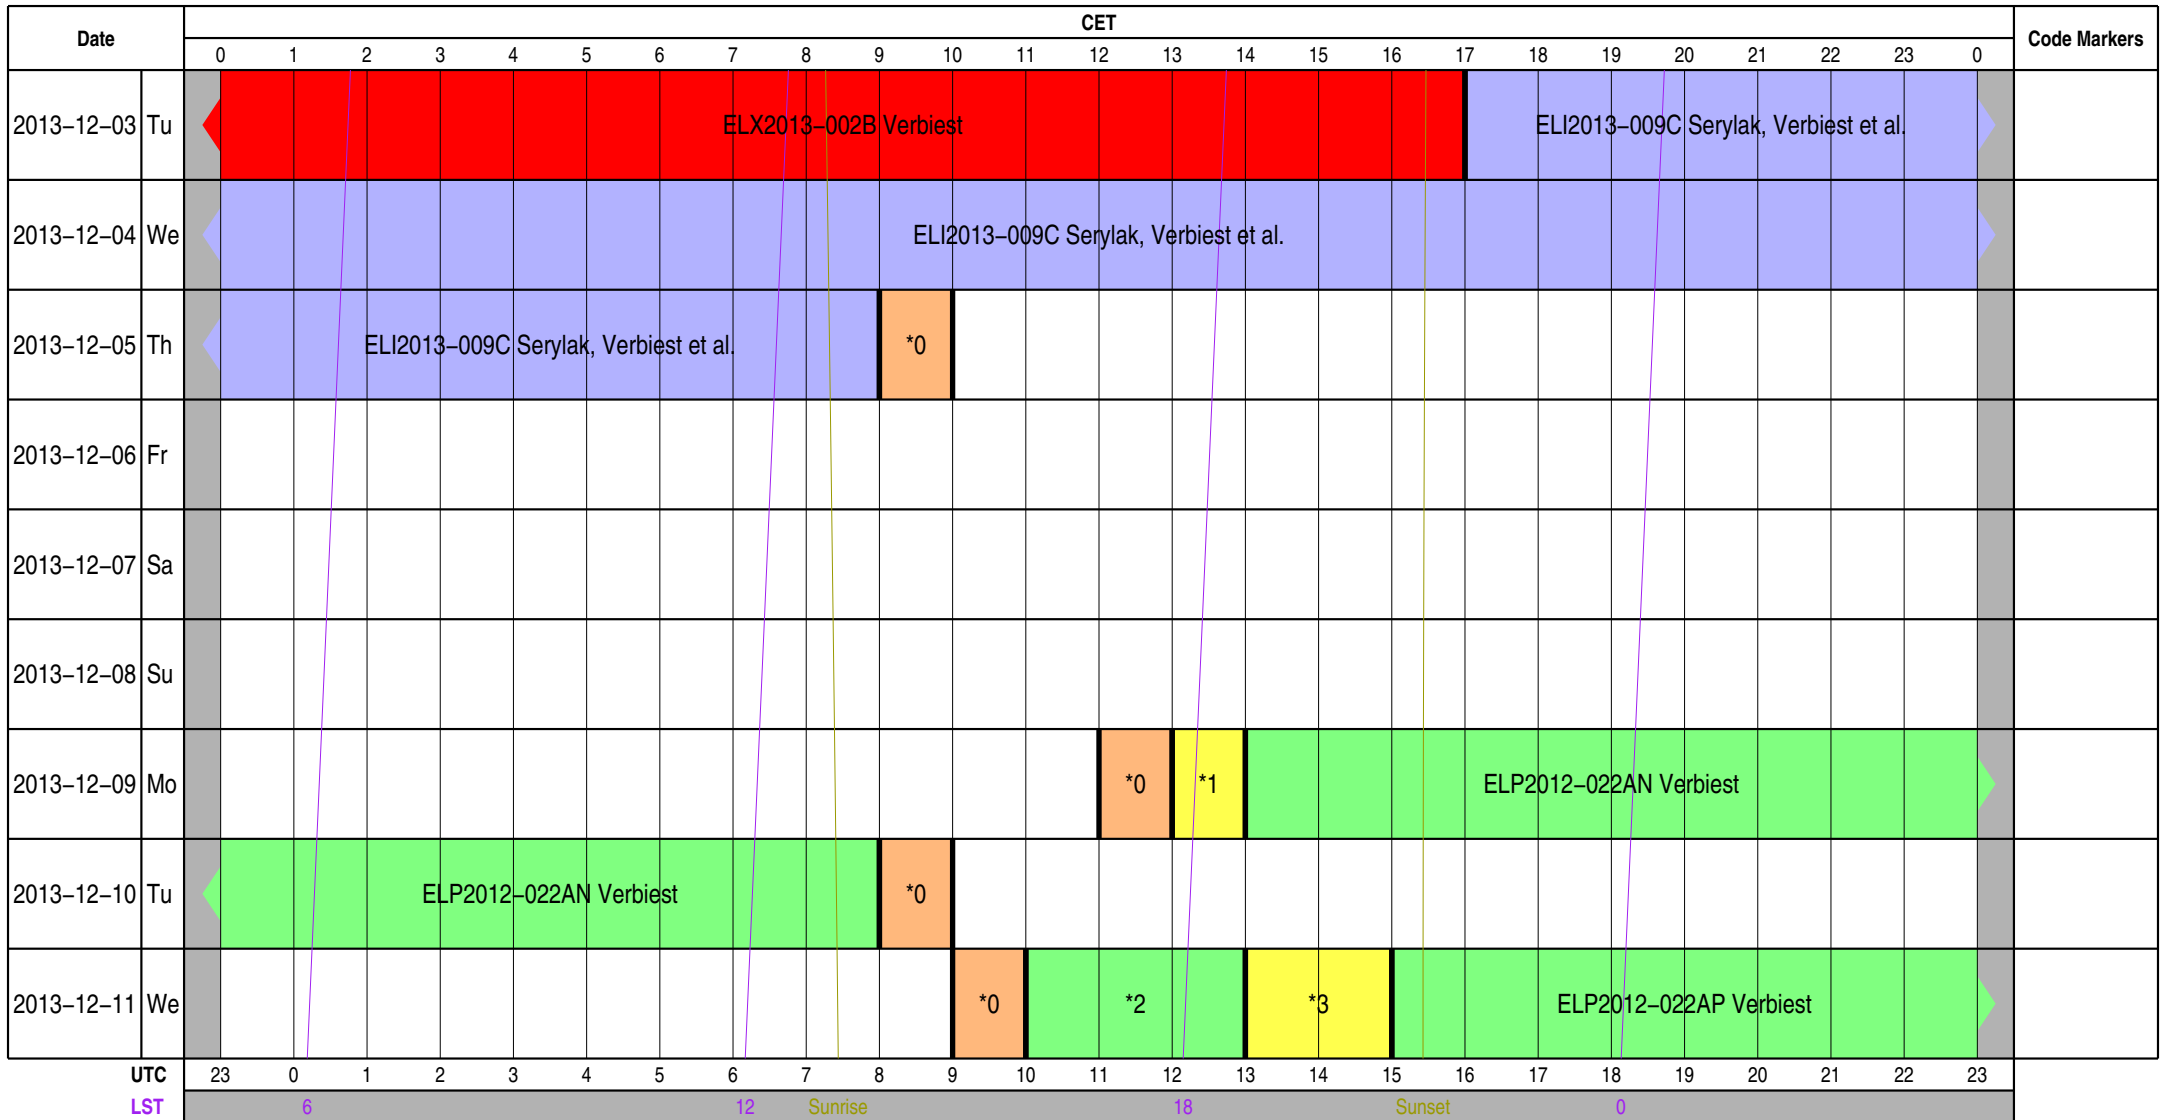 Date CET Code Markers
0 1 2 3 4 5 6 7 8 9 10 11 12 13 14 15 16 17 18 19 20 21 22 23 0
2013−12−03 Tu ELX2013−002B Verbiest ELI2013−009C Serylak, Verbiest et al.
2013−12−04 We ELI2013−009C Serylak, Verbiest et al.
2013−12−05 Th ELI2013−009C Serylak, Verbiest et al. *0
2013−12−06 Fr
2013−12−07 Sa
2013−12−08 Su
2013−12−09 Mo *0 *1 ELP2012−022AN Verbiest
2013−12−10 Tu ELP2012−022AN Verbiest *0
2013−12−11 We *0 *2 *3 ELP2012−022AP Verbiest
UTC 23 0 1 2 3 4 5 6 7 8 9 10 11 12 13 14 15 16 17 18 19 20 21 22 23
LST 6 12 Sunrise 18 Sunset 0